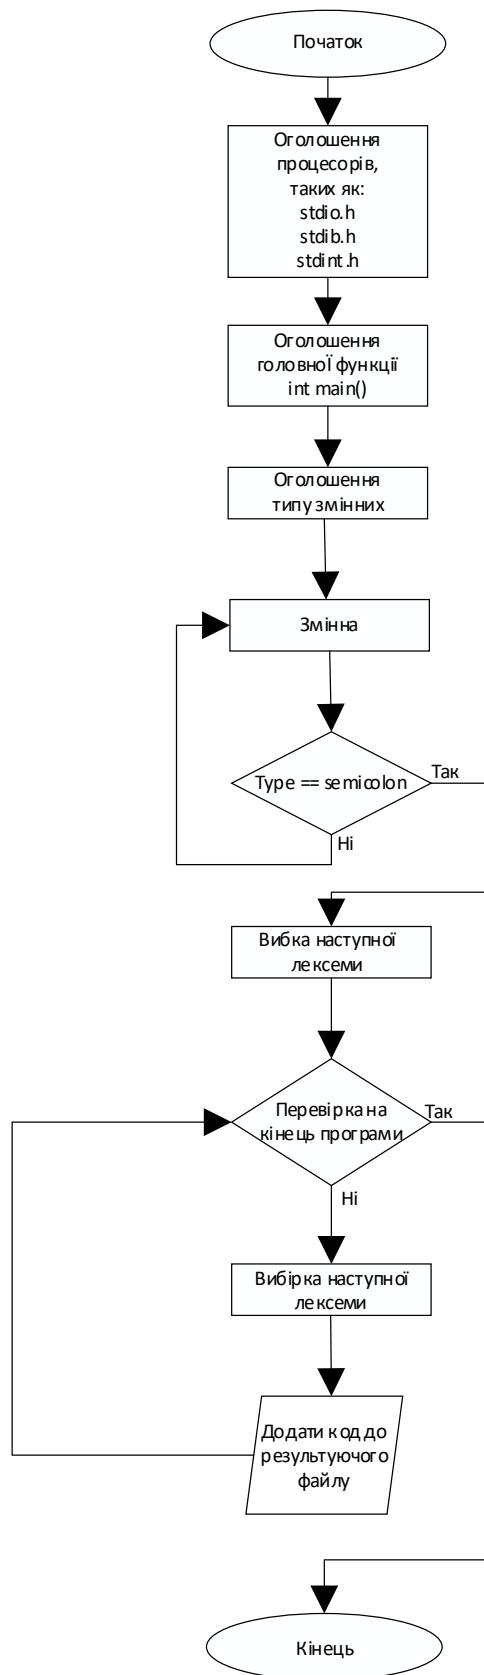 Початок
Оголошення
процесорів,
таких як:
stdio.h
stdib.h
stdint.h
Оголошення
головноЇ функції
int main()
Оголошення
типу змінних
Змінна
Type == semicolon
Так
Ні
Вибка наступної
лексеми
Перевірка на
кінець програми
Так
Ні
Вибірка наступної
лексеми
Додати код до
результуючого
файлу
Кінець